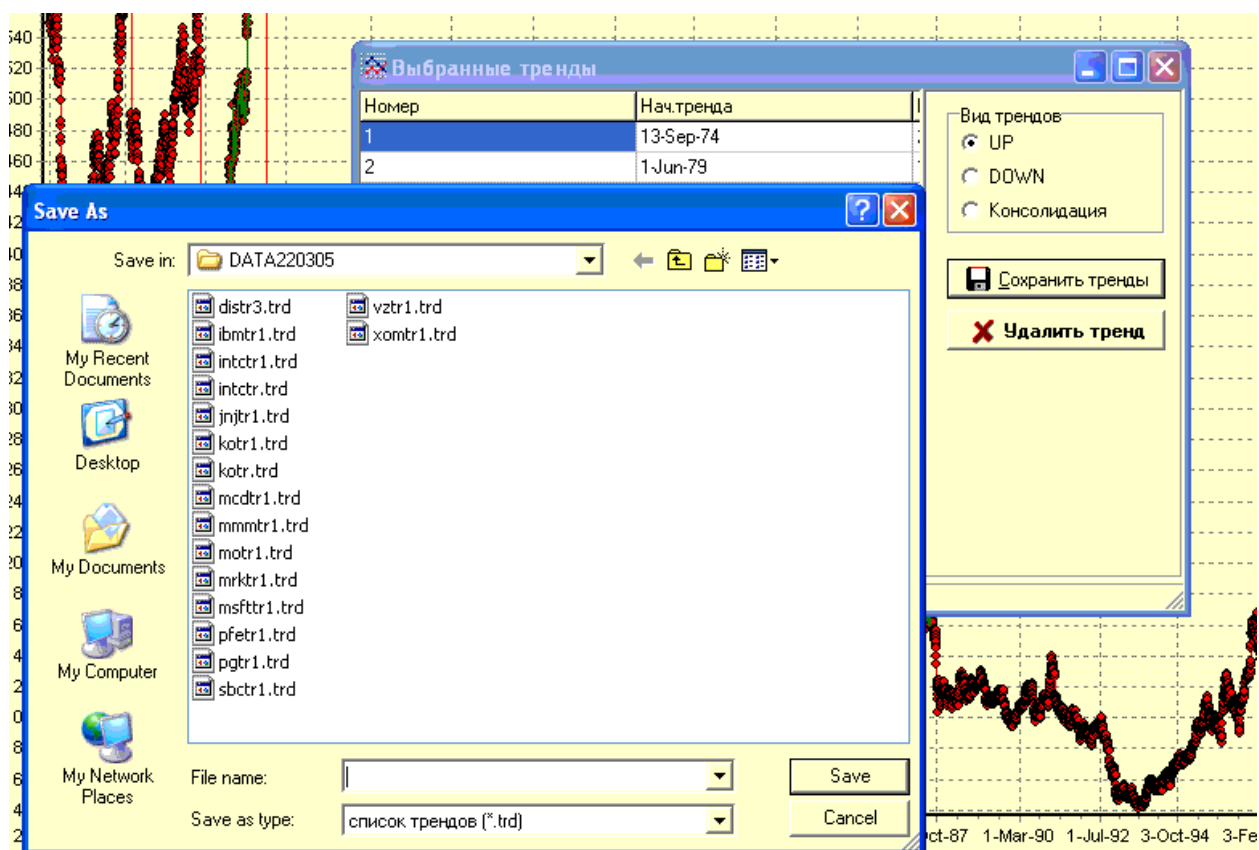 540
520
500
480
460
Выбранные тренды
Номер Нач.тренда
1 13-Sep-74
2 1-Jun-79
Вид трендов
UP
DOWN
Консолидация
Сохранить тренды
Удалить тренд
Save As
Save in: DATA220305
My Recent Documents
Desktop
My Documents
My Computer
My Network Places
distr3.trd
ibmtr1.trd
intctr1.trd
intctr.trd
jnjtr1.trd
kotr1.trd
kotr.trd
mcdtr1.trd
mmmtr1.trd
motr1.trd
mrktr1.trd
msfttr1.trd
pfetr1.trd
pgtr1.trd
sbctr1.trd
vztr1.trd
xomtr1.trd
File name:
Save
Save as type: список трендов (*.trd)
Cancel
ct-87 1-Mar-90 1-Jul-92 3-Oct-94 3-Fe